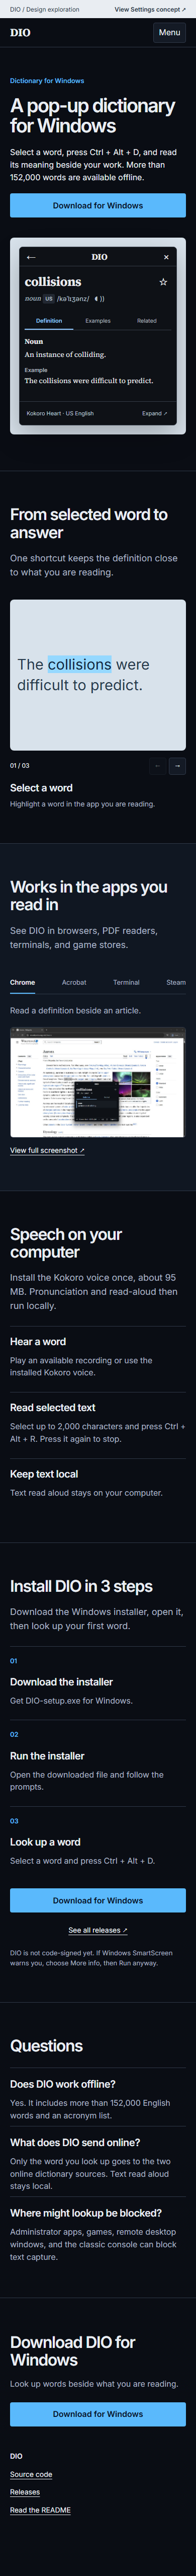 DIO / Design exploration View Settings concept ↗
DIO Menu
Dictionary for Windows
A pop-up dictionary
for Windows
Select a word, press Ctrl + Alt + D, and read
its meaning beside your work. More than
152,000 words are available offline.
Download for Windows
← DIO ×
collisions ☆
noun US /kəˈlɪʒənz/
Definition Examples Related
Noun
An instance of colliding.
Example
The collisions were difficult to predict.
Kokoro Heart · US English Expand ↗
From selected word to
answer
One shortcut keeps the definition close
to what you are reading.
The collisions were
difficult to predict.
01 / 03 ← →
Select a word
Highlight a word in the app you are reading.
Works in the apps you
read in
See DIO in browsers, PDF readers,
terminals, and game stores.
Chrome Acrobat Terminal Steam
Read a definition beside an article.
View full screenshot ↗
Speech on your
computer
Install the Kokoro voice once, about 95
MB. Pronunciation and read-aloud then
run locally.
Hear a word
Play an available recording or use the
installed Kokoro voice.
Read selected text
Select up to 2,000 characters and press Ctrl +
Alt + R. Press it again to stop.
Keep text local
Text read aloud stays on your computer.
Install DIO in 3 steps
Download the Windows installer, open it,
then look up your first word.
01
Download the installer
Get DIO-setup.exe for Windows.
02
Run the installer
Open the downloaded file and follow the
prompts.
03
Look up a word
Select a word and press Ctrl + Alt + D.
Download for Windows
See all releases ↗
DIO is not code-signed yet. If Windows SmartScreen
warns you, choose More info, then Run anyway.
Questions
Does DIO work offline?
Yes. It includes more than 152,000 English
words and an acronym list.
What does DIO send online?
Only the word you look up goes to the two
online dictionary sources. Text read aloud
stays local.
Where might lookup be blocked?
Administrator apps, games, remote desktop
windows, and the classic console can block
text capture.
Download DIO for
Windows
Look up words beside what you are reading.
Download for Windows
DIO
Source code
Releases
Read the README